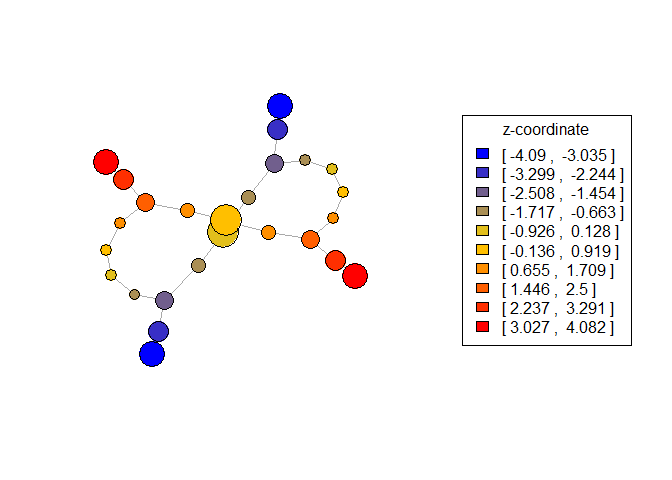 z-coordinate
[ -4.09 ,  -3.035 ]
[ -3.299 ,  -2.244 ]
[ -2.508 ,  -1.454 ]
[ -1.717 ,  -0.663 ]
[ -0.926 ,  0.128 ]
[ -0.136 ,  0.919 ]
[ 0.655 ,  1.709 ]
[ 1.446 ,  2.5 ]
[ 2.237 ,  3.291 ]
[ 3.027 ,  4.082 ]